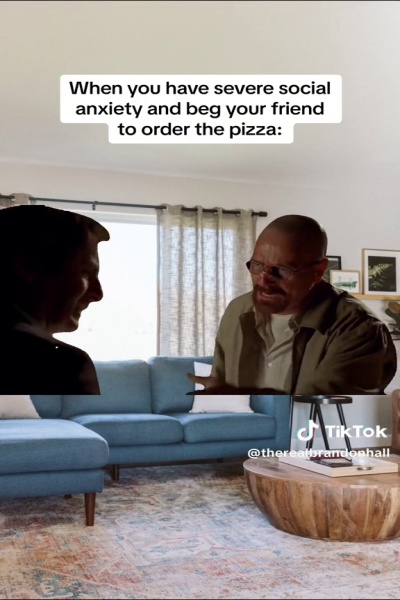 When you have severe social
anxiety and beg your friend
to order the pizza:
TikTok
@therealbrandonhall